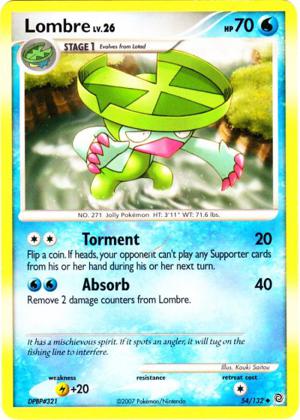 Lombre LV.26
HP 70
STAGE 1 Evolves from Lotad
NO. 271 Jolly Pokémon HT: 3'11" WT: 71.6 lbs.
Torment 20
Flip a coin. If heads, your opponent can't play any Supporter cards
from his or her hand during his or her next turn.
Absorb 40
Remove 2 damage counters from Lombre.
It has a mischievous spirit. If it spots an angler, it will tug on the
fishing line to interfere.
Illus. Kouki Saitou
weakness resistance retreat cost
+20
DPBP#321 ©2007 Pokémon/Nintendo 54/132